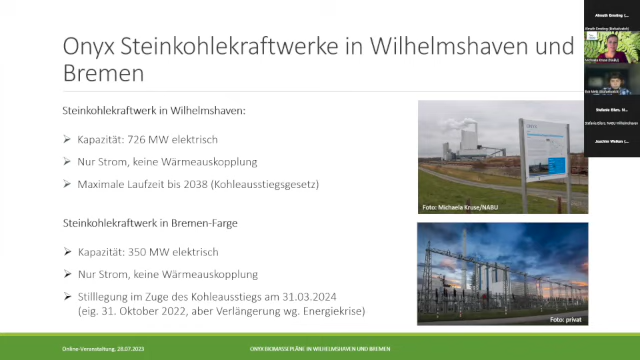 Onyx Steinkohlekraftwerke in Wilhelmshaven und
Bremen
Steinkohlekraftwerk in Wilhelmshaven:
➢ Kapazität: 726 MW elektrisch
➢ Nur Strom, keine Wärmeauskopplung
➢ Maximale Laufzeit bis 2038 (Kohleausstiegsgesetz)
Steinkohlekraftwerk in Bremen-Farge
➢ Kapazität: 350 MW elektrisch
➢ Nur Strom, keine Wärmeauskopplung
➢ Stilllegung im Zuge des Kohleausstiegs am 31.03.2024
(eig. 31. Oktober 2022, aber Verlängerung wg. Energiekrise)
Foto: Michaela Kruse/NABU
Foto: privat
Online-Veranstaltung, 20.07.2023
ONYX BIOMASSEPLÄNE IN WILHELMSHAVEN UND BREMEN